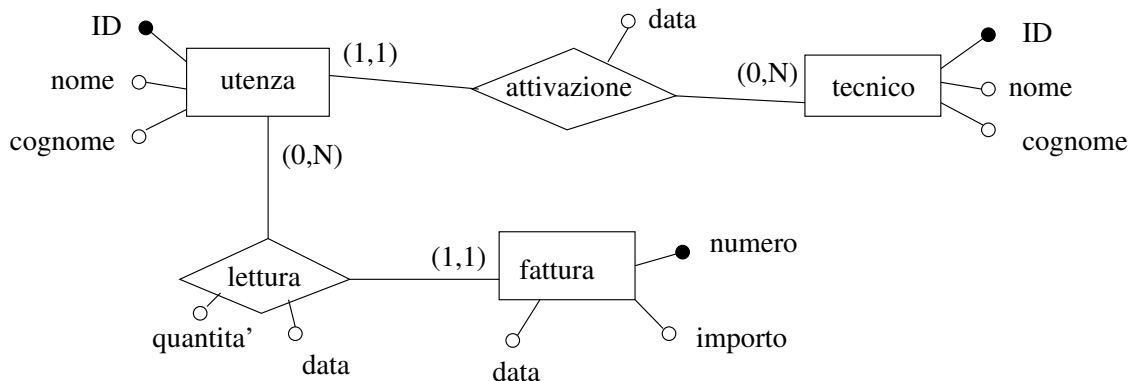 data
ID
ID
(1,1)
utenza
attivazione
(0,N)
tecnico
nome
nome
cognome
cognome
(0,N)
numero
(1,1)
lettura
fattura
quantita'
importo
data
data